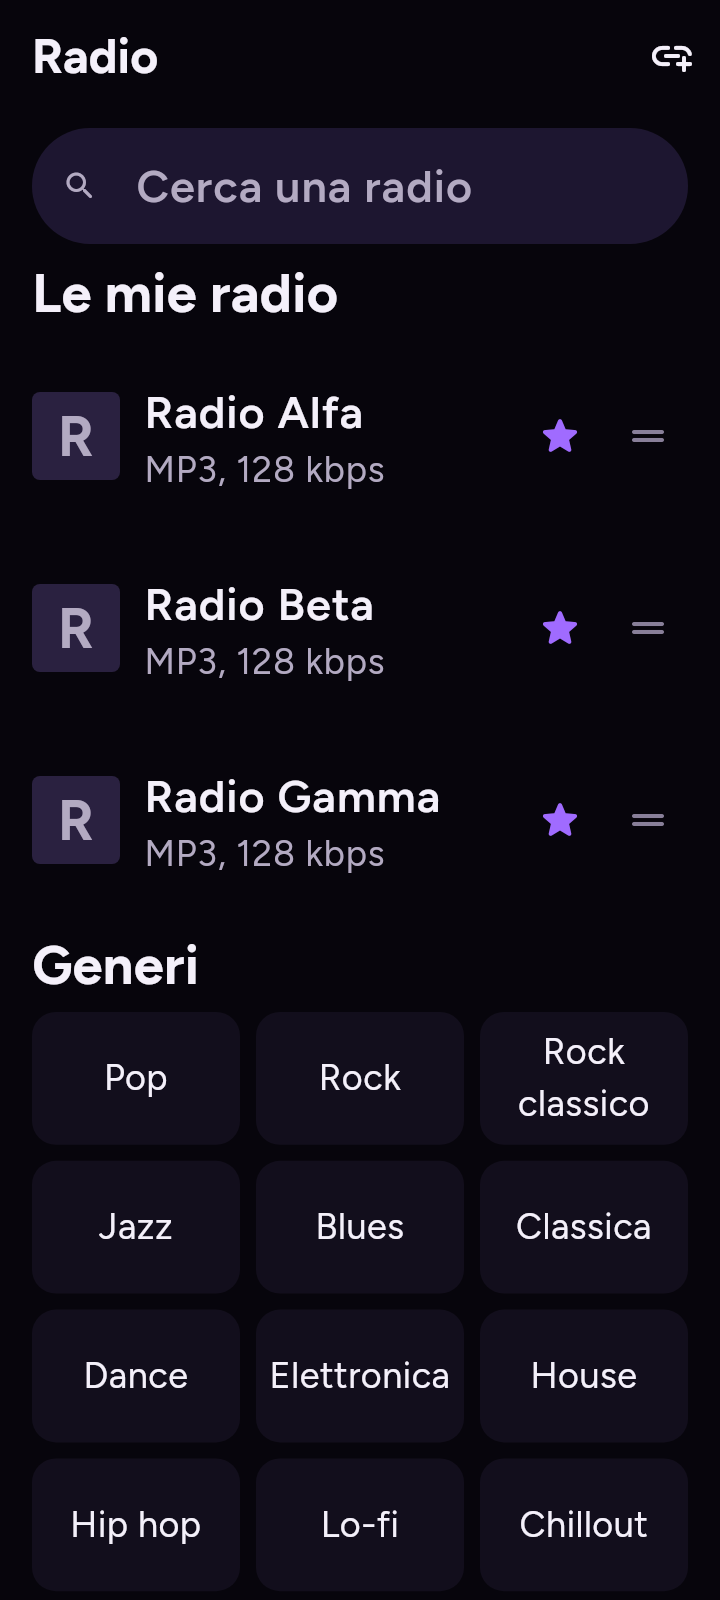 Radio
Cerca una radio
Le mie radio
R
Radio Alfa
MP3, 128 kbps
R
Radio Beta
MP3, 128 kbps
R
Radio Gamma
MP3, 128 kbps
Generi
Pop
Rock
Rock
classico
Jazz
Blues
Classica
Dance
Elettronica
House
Hip hop
Lo-fi
Chillout